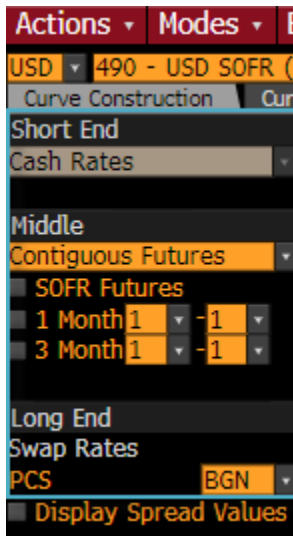 Actions Modes
USD 490 - USD SOFR (
Curve Construction
Short End
Cash Rates
Middle
Contiguous Futures
SOFR Futures
1 Month 1 - 1
3 Month 1 - 1
Long End
Swap Rates
PCS BGN
Display Spread Values